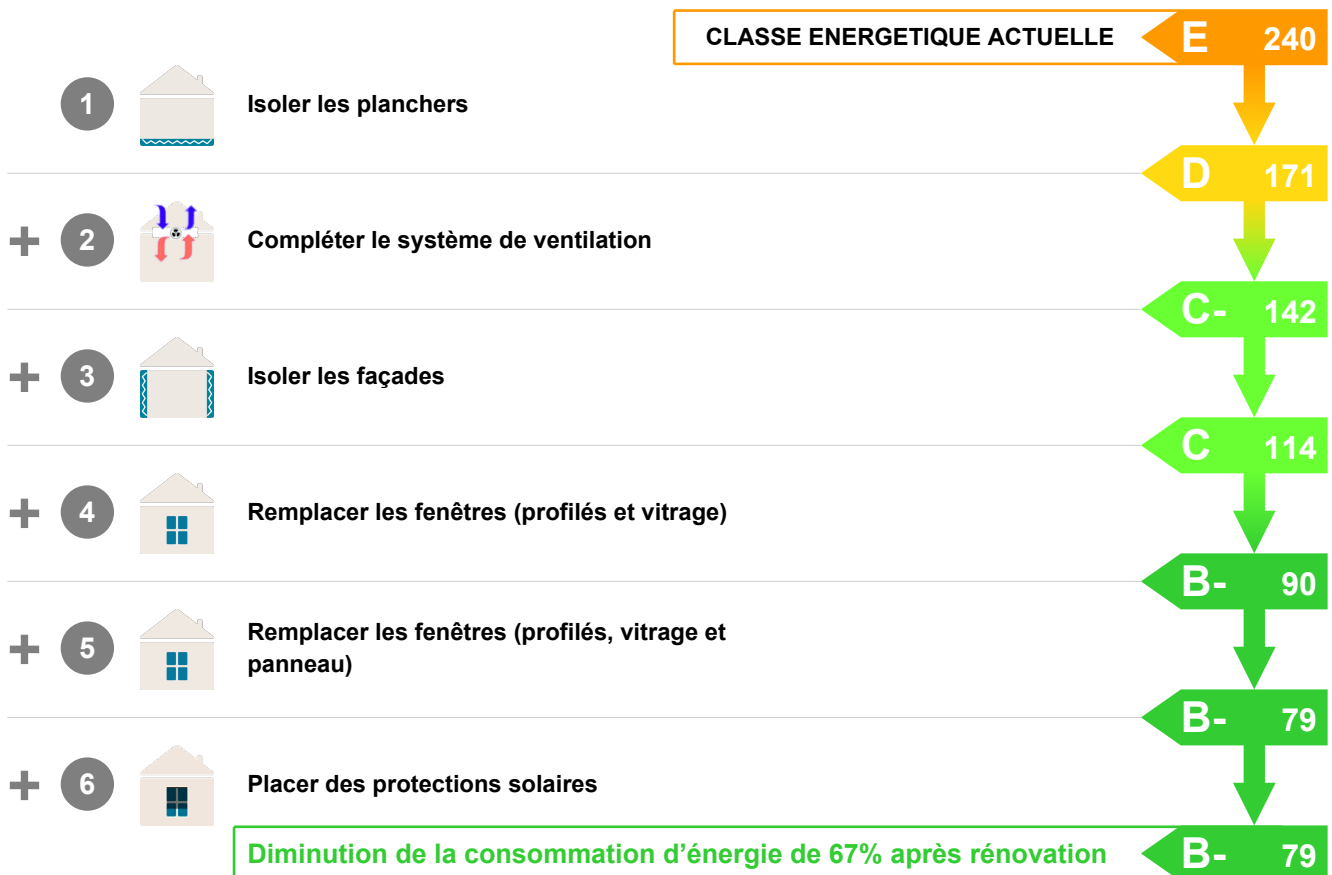 CLASSE ENERGETIQUE ACTUELLE E 240
1 Isoler les planchers
D 171
+ 2 Compléter le système de ventilation
C- 142
+ 3 Isoler les façades
C 114
+ 4 Remplacer les fenêtres (profilés et vitrage)
B- 90
+ 5 Remplacer les fenêtres (profilés, vitrage et
panneau)
B- 79
+ 6 Placer des protections solaires
Diminution de la consommation d’énergie de 67% après rénovation B- 79